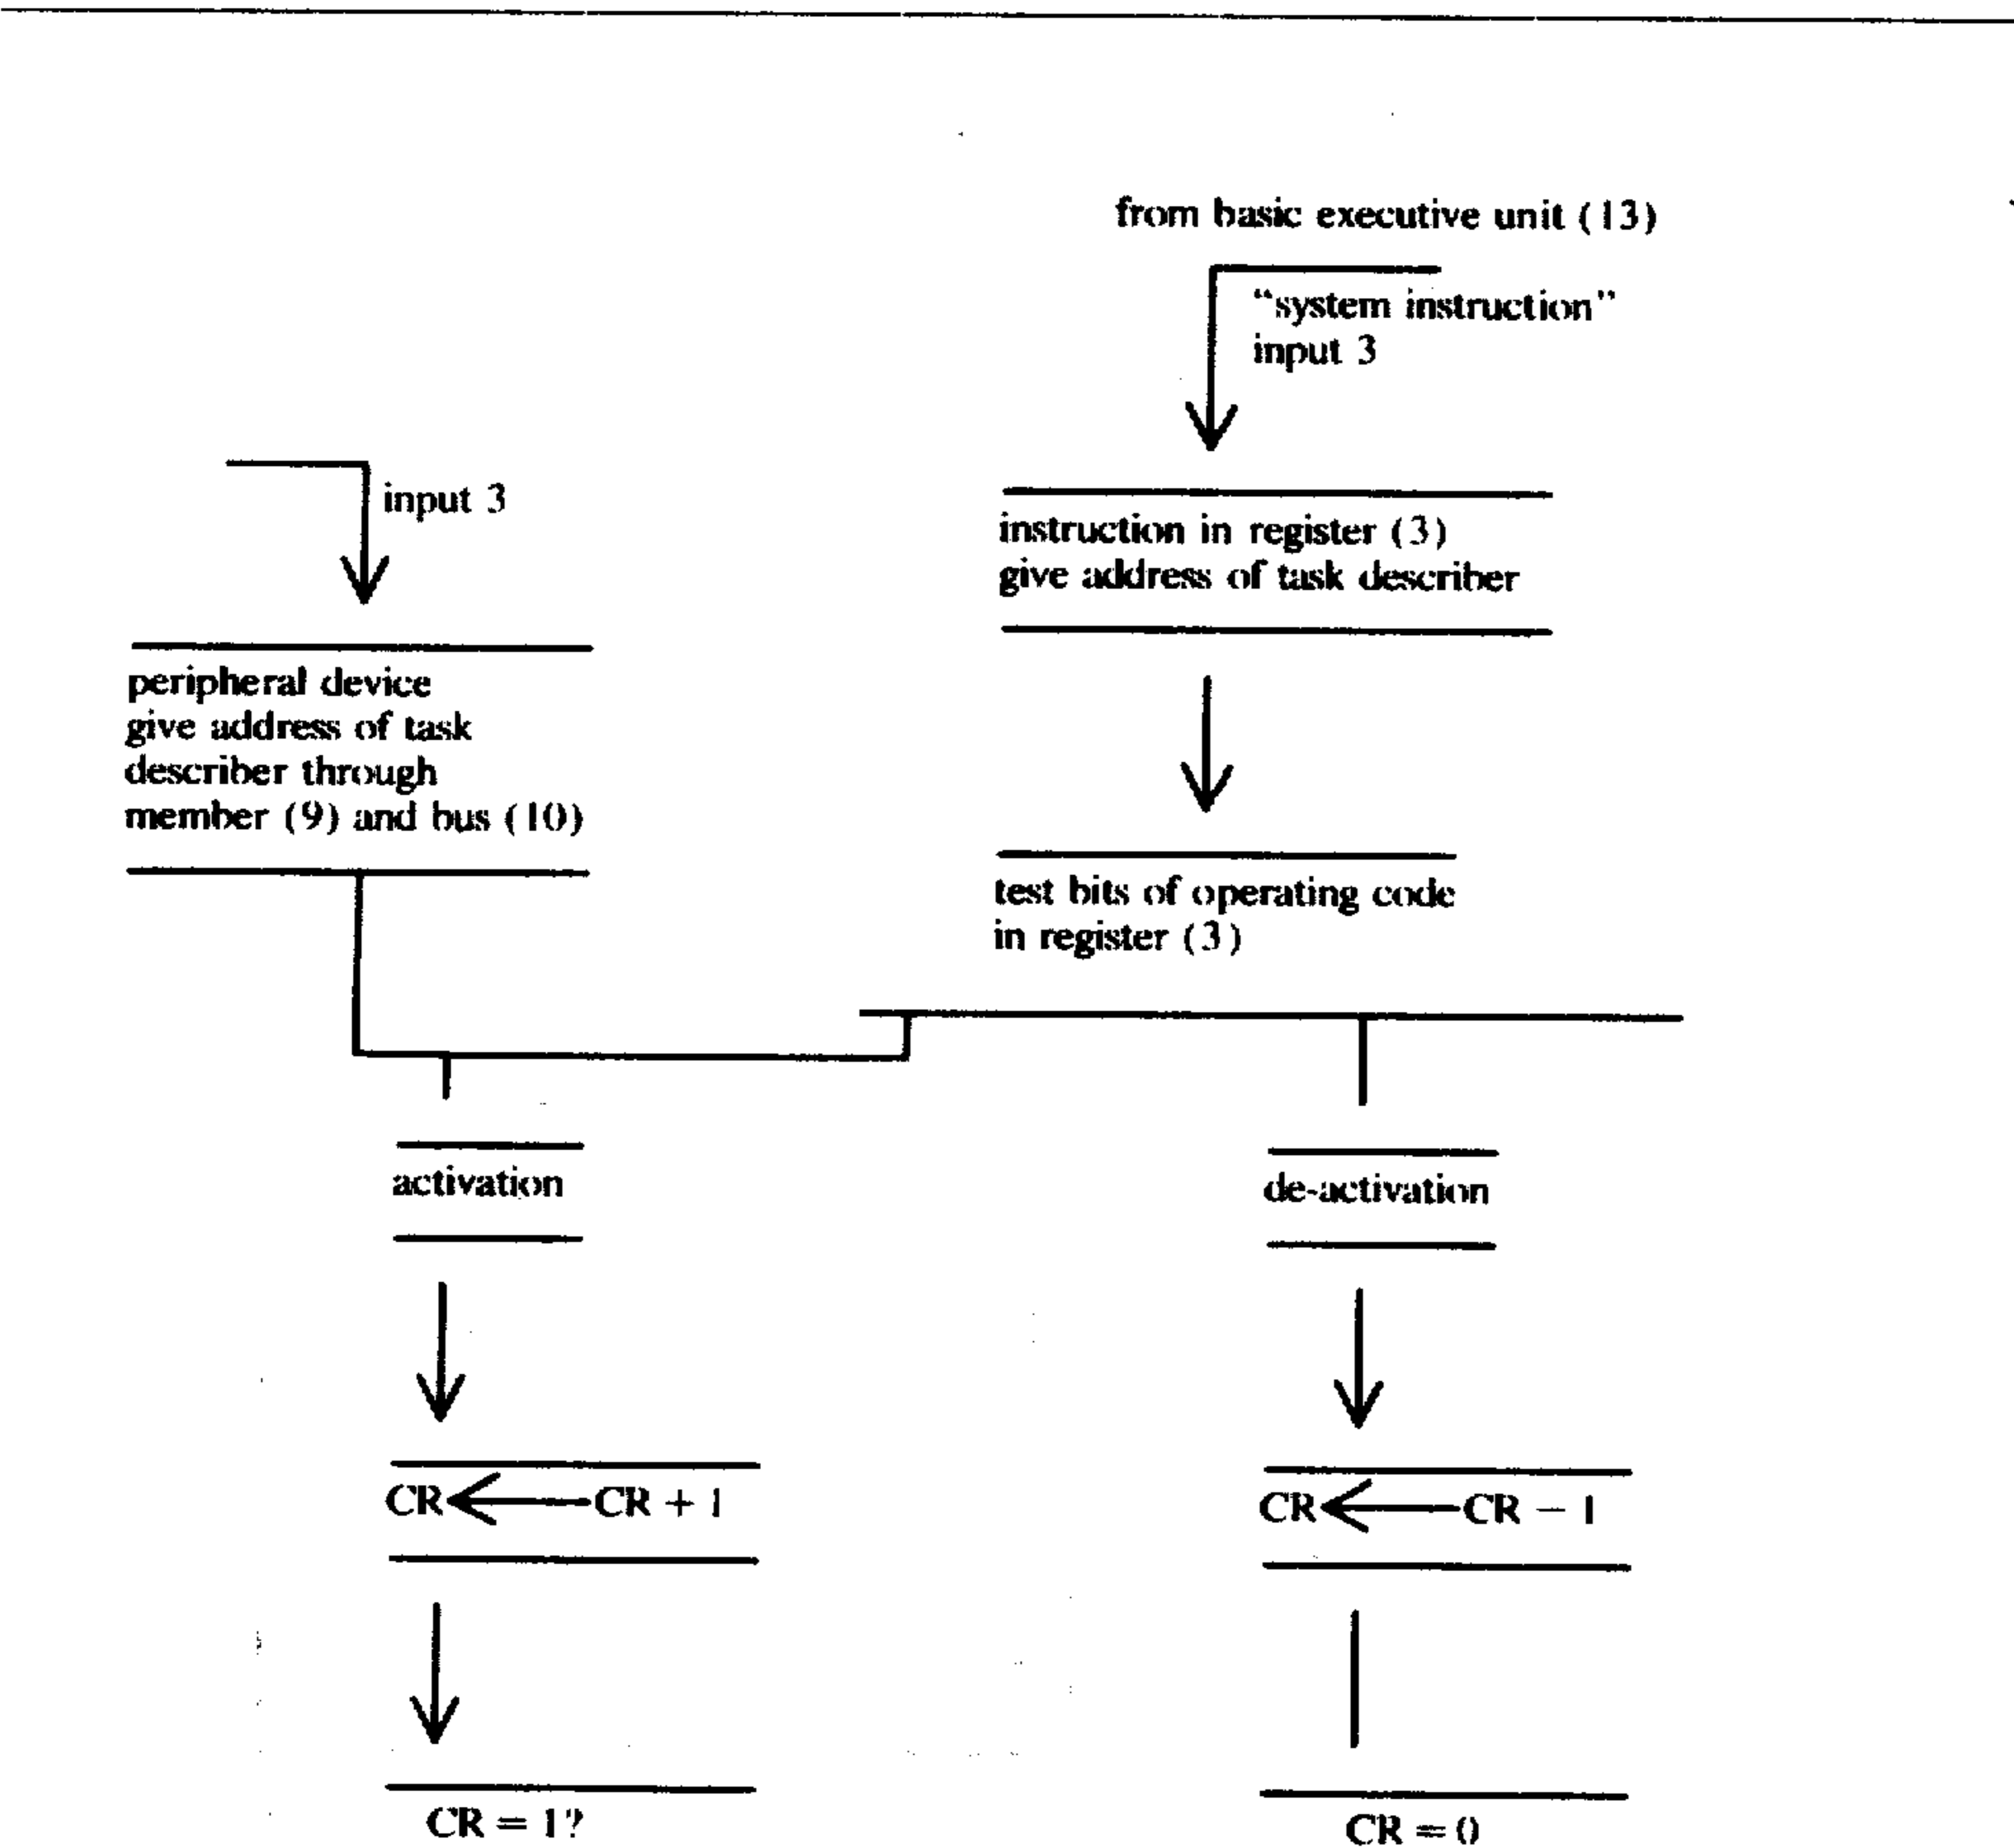 from basic executive unit (13)
"system instruction"
input 3
input 3
instruction in register (3)
give address of task describer
peripheral device
give address of task
describer through
member (9) and bus (10)
test bits of operating code
in register (3)
activation
de-activation
CR ← CR + 1
CR ← CR − 1
CR = 1?
CR = 0